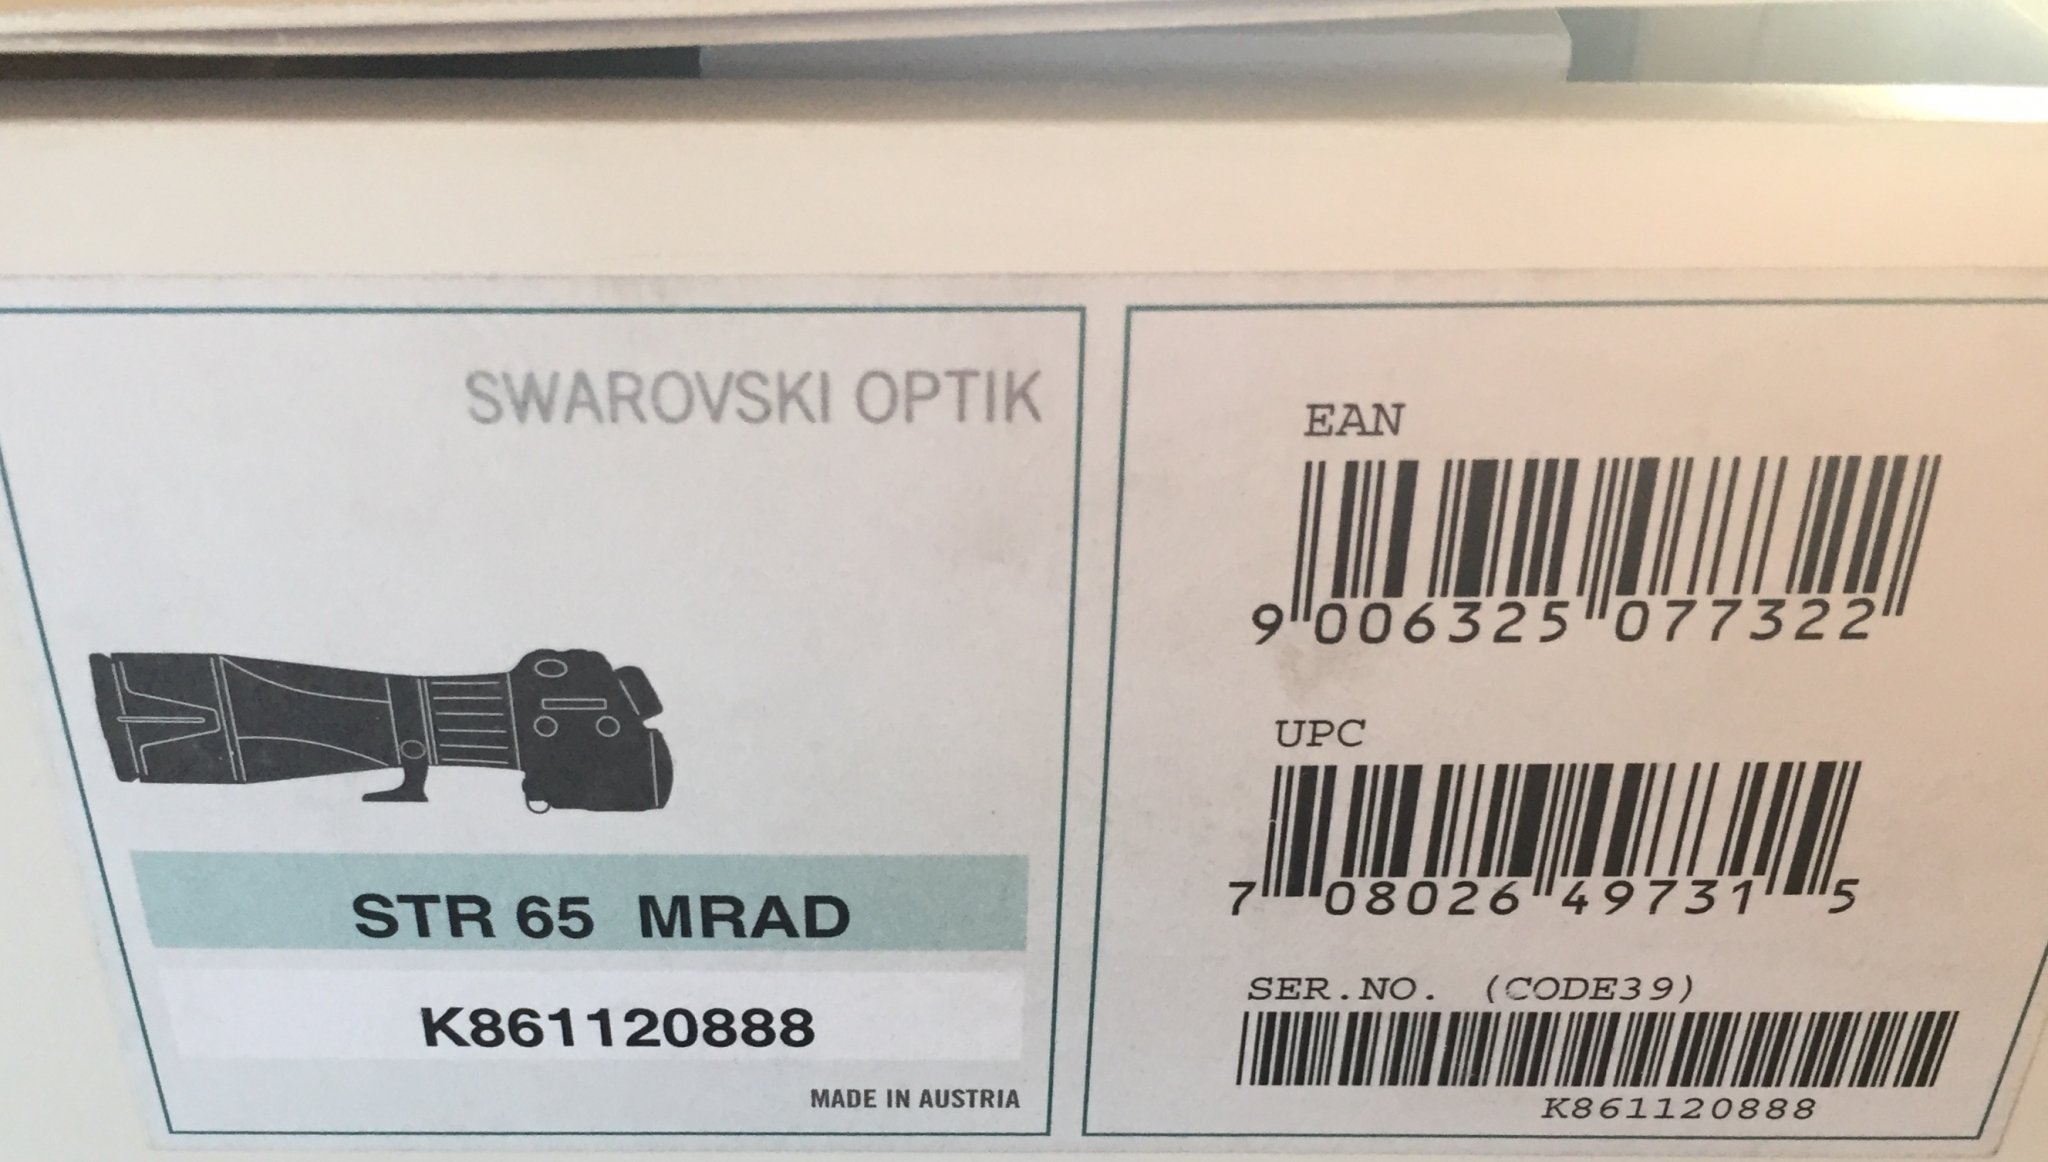 SWAROVSKI OPTIK
STR 65 MRAD
K861120888
MADE IN AUSTRIA
EAN
9 006325 077322
UPC
7 08026 49731 5
SER.NO. (CODE39)
K861120888